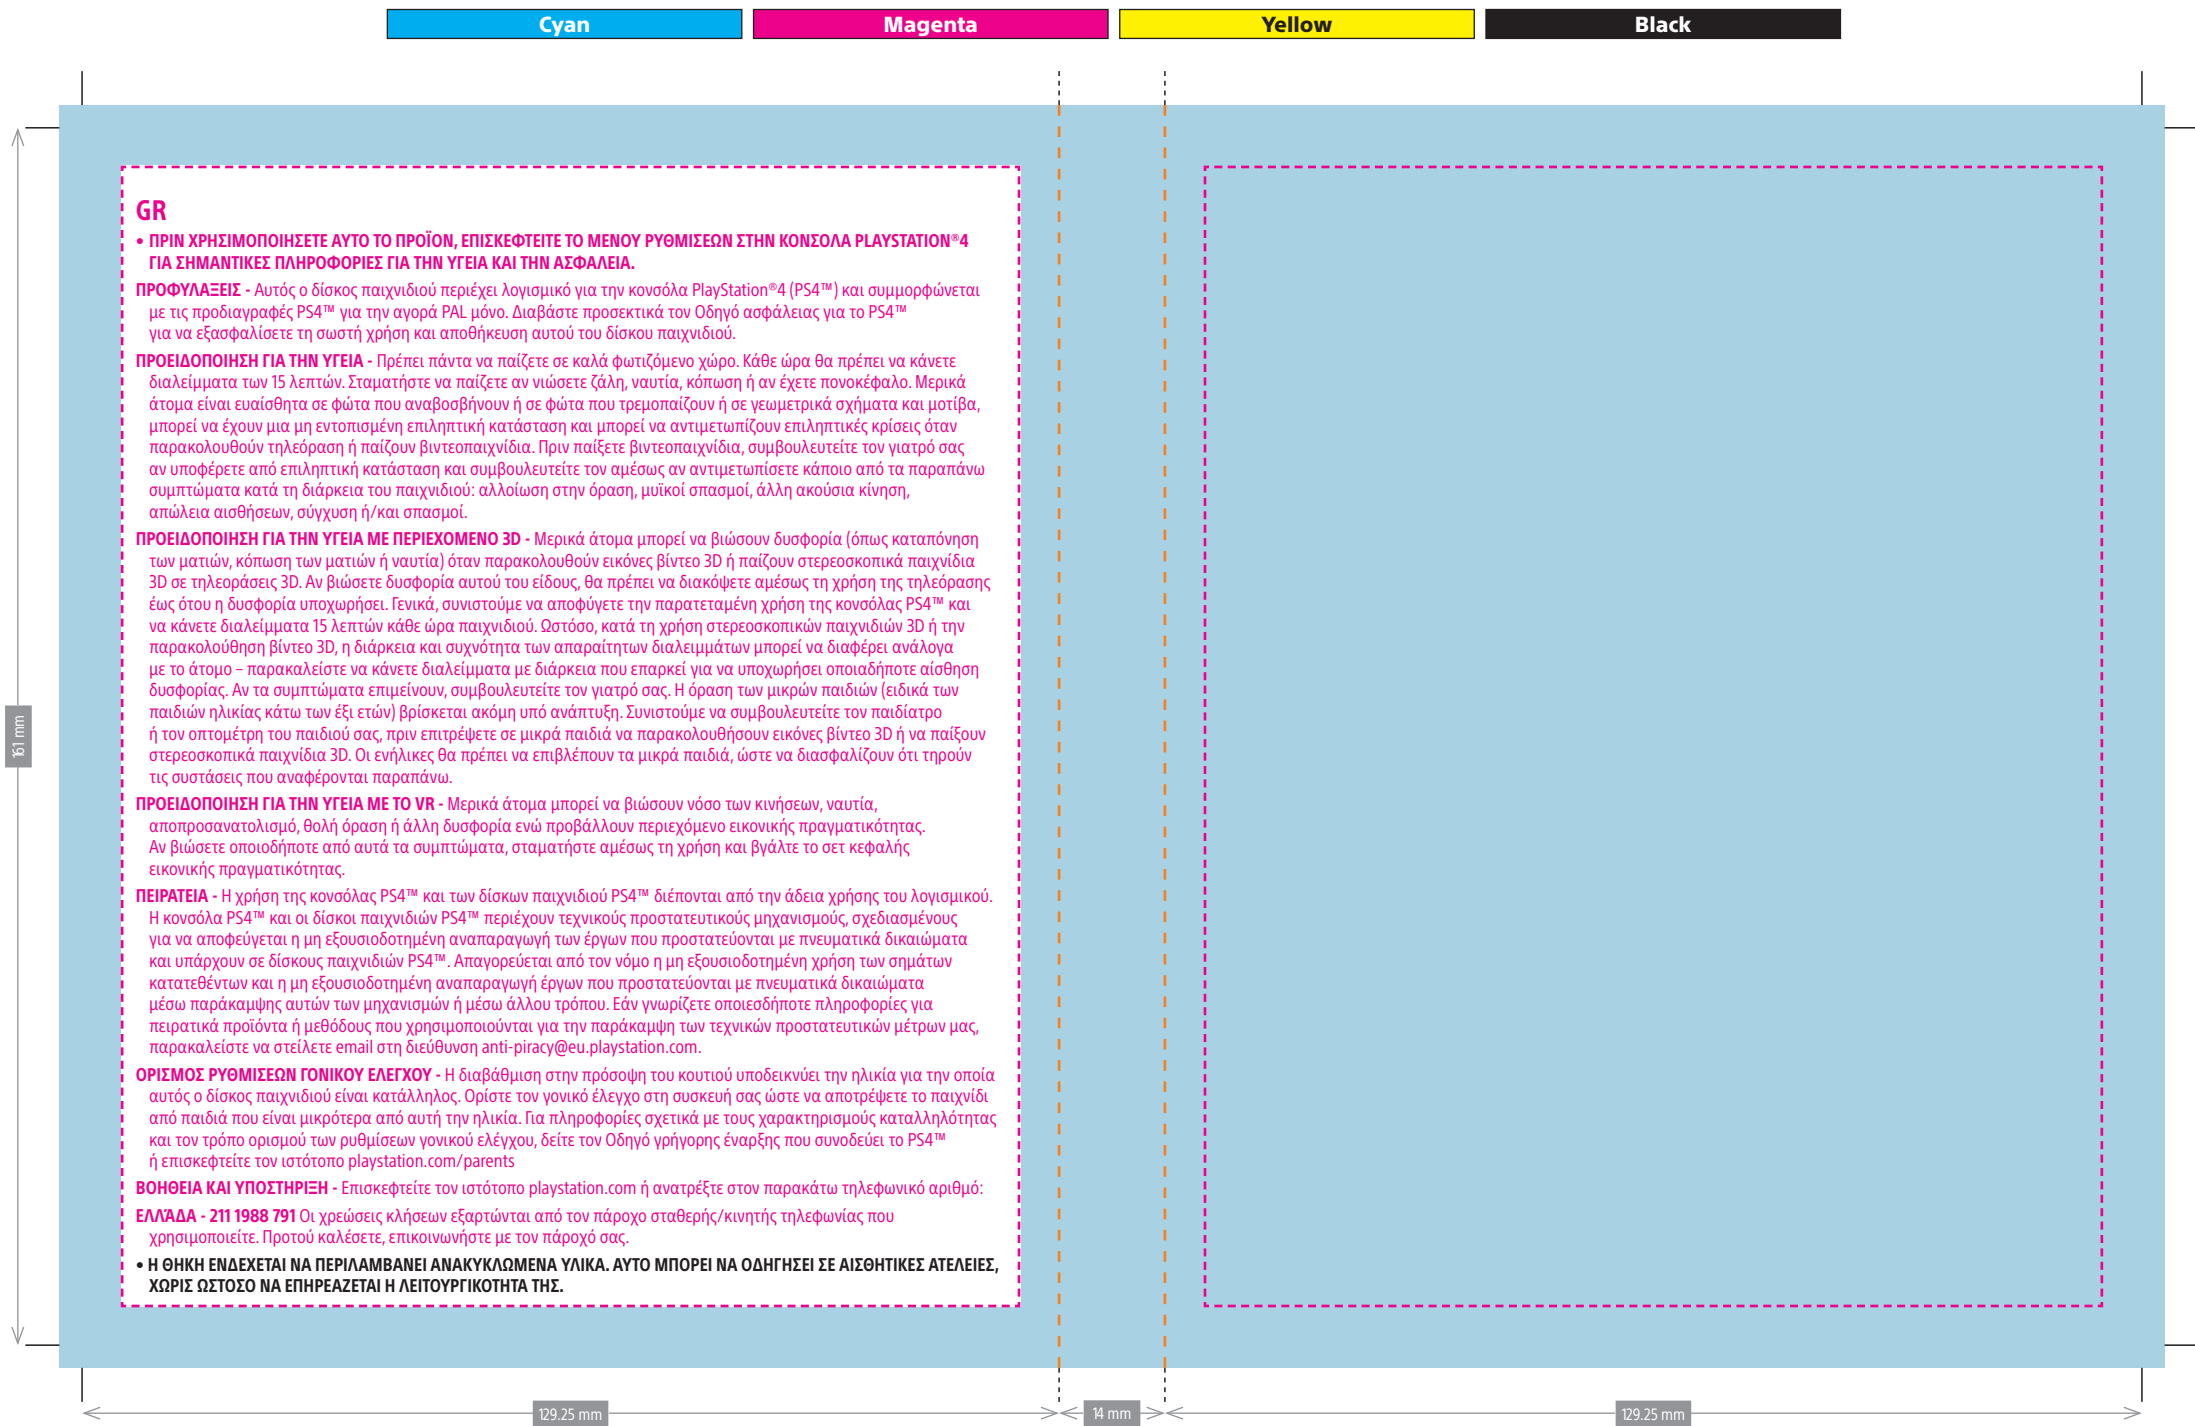 Cyan
Magenta
Yellow
Black
GR
• ΠΡΙΝ ΧΡΗΣΙΜΟΠΟΙΗΣΕΤΕ ΑΥΤΟ ΤΟ ΠΡΟΪΟΝ, ΕΠΙΣΚΕΦΤΕΙΤΕ ΤΟ ΜΕΝΟΥ ΡΥΘΜΙΣΕΩΝ ΣΤΗΝ ΚΟΝΣΟΛΑ PLAYSTATION®4
ΓΙΑ ΣΗΜΑΝΤΙΚΕΣ ΠΛΗΡΟΦΟΡΙΕΣ ΓΙΑ ΤΗΝ ΥΓΕΙΑ ΚΑΙ ΤΗΝ ΑΣΦΑΛΕΙΑ.
ΠΡΟΦΥΛΑΞΕΙΣ - Αυτός ο δίσκος παιχνιδιού περιέχει λογισμικό για την κονσόλα PlayStation®4 (PS4™) και συμμορφώνεται
με τις προδιαγραφές PS4™ για την αγορά PAL μόνο. Διαβάστε προσεκτικά τον Οδηγό ασφάλειας για το PS4™
για να εξασφαλίσετε τη σωστή χρήση και αποθήκευση αυτού του δίσκου παιχνιδιού.
ΠΡΟΕΙΔΟΠΟΙΗΣΗ ΓΙΑ ΤΗΝ ΥΓΕΙΑ - Πρέπει πάντα να παίζετε σε καλά φωτιζόμενο χώρο. Κάθε ώρα θα πρέπει να κάνετε
διαλείμματα των 15 λεπτών. Σταματήστε να παίζετε αν νιώσετε ζάλη, ναυτία, κόπωση ή αν έχετε πονοκέφαλο. Μερικά
άτομα είναι ευαίσθητα σε φώτα που αναβοσβήνουν ή σε φώτα που τρεμοπαίζουν ή σε γεωμετρικά σχήματα και μοτίβα,
μπορεί να έχουν μια μη εντοπισμένη επιληπτική κατάσταση και μπορεί να αντιμετωπίζουν επιληπτικές κρίσεις όταν
παρακολουθούν τηλεόραση ή παίζουν βιντεοπαιχνίδια. Πριν παίξετε βιντεοπαιχνίδια, συμβουλευτείτε τον γιατρό σας
αν υποφέρετε από επιληπτική κατάσταση και συμβουλευτείτε τον αμέσως αν αντιμετωπίσετε κάποιο από τα παραπάνω
συμπτώματα κατά τη διάρκεια του παιχνιδιού: αλλοίωση στην όραση, μυϊκοί σπασμοί, άλλη ακούσια κίνηση,
απώλεια αισθήσεων, σύγχυση ή/και σπασμοί.
ΠΡΟΕΙΔΟΠΟΙΗΣΗ ΓΙΑ ΤΗΝ ΥΓΕΙΑ ΜΕ ΠΕΡΙΕΧΟΜΕΝΟ 3D - Μερικά άτομα μπορεί να βιώσουν δυσφορία (όπως καταπόνηση
των ματιών, κόπωση των ματιών ή ναυτία) όταν παρακολουθούν εικόνες βίντεο 3D ή παίζουν στερεοσκοπικά παιχνίδια
3D σε τηλεοράσεις 3D. Αν βιώσετε δυσφορία αυτού του είδους, θα πρέπει να διακόψετε αμέσως τη χρήση της τηλεόρασης
έως ότου η δυσφορία υποχωρήσει. Γενικά, συνιστούμε να αποφύγετε την παρατεταμένη χρήση της κονσόλας PS4™ και
να κάνετε διαλείμματα 15 λεπτών κάθε ώρα παιχνιδιού. Ωστόσο, κατά τη χρήση στερεοσκοπικών παιχνιδιών 3D ή την
παρακολούθηση βίντεο 3D, η διάρκεια και συχνότητα των απαραίτητων διαλειμμάτων μπορεί να διαφέρει ανάλογα
με το άτομο – παρακαλείστε να κάνετε διαλείμματα με διάρκεια που επαρκεί για να υποχωρήσει οποιαδήποτε αίσθηση
δυσφορίας. Αν τα συμπτώματα επιμείνουν, συμβουλευτείτε τον γιατρό σας. Η όραση των μικρών παιδιών (ειδικά των
παιδιών ηλικίας κάτω των έξι ετών) βρίσκεται ακόμη υπό ανάπτυξη. Συνιστούμε να συμβουλευτείτε τον παιδίατρο
ή τον οπτομέτρη του παιδιού σας, πριν επιτρέψετε σε μικρά παιδιά να παρακολουθήσουν εικόνες βίντεο 3D ή να παίξουν
στερεοσκοπικά παιχνίδια 3D. Οι ενήλικες θα πρέπει να επιβλέπουν τα μικρά παιδιά, ώστε να διασφαλίζουν ότι τηρούν
τις συστάσεις που αναφέρονται παραπάνω.
ΠΡΟΕΙΔΟΠΟΙΗΣΗ ΓΙΑ ΤΗΝ ΥΓΕΙΑ ΜΕ ΤΟ VR - Μερικά άτομα μπορεί να βιώσουν νόσο των κινήσεων, ναυτία,
αποπροσανατολισμό, θολή όραση ή άλλη δυσφορία ενώ προβάλλουν περιεχόμενο εικονικής πραγματικότητας.
Αν βιώσετε οποιοδήποτε από αυτά τα συμπτώματα, σταματήστε αμέσως τη χρήση και βγάλτε το σετ κεφαλής
εικονικής πραγματικότητας.
ΠΕΙΡΑΤΕΙΑ - Η χρήση της κονσόλας PS4™ και των δίσκων παιχνιδιού PS4™ διέπονται από την άδεια χρήσης του λογισμικού.
Η κονσόλα PS4™ και οι δίσκοι παιχνιδιών PS4™ περιέχουν τεχνικούς προστατευτικούς μηχανισμούς, σχεδιασμένους
για να αποφεύγεται η μη εξουσιοδοτημένη αναπαραγωγή των έργων που προστατεύονται με πνευματικά δικαιώματα
και υπάρχουν σε δίσκους παιχνιδιών PS4™. Απαγορεύεται από τον νόμο η μη εξουσιοδοτημένη χρήση των σημάτων
κατατεθέντων και η μη εξουσιοδοτημένη αναπαραγωγή έργων που προστατεύονται με πνευματικά δικαιώματα
μέσω παράκαμψης αυτών των μηχανισμών ή μέσω άλλου τρόπου. Εάν γνωρίζετε οποιεσδήποτε πληροφορίες για
πειρατικά προϊόντα ή μεθόδους που χρησιμοποιούνται για την παράκαμψη των τεχνικών προστατευτικών μέτρων μας,
παρακαλείστε να στείλετε email στη διεύθυνση anti-piracy@eu.playstation.com.
ΟΡΙΣΜΟΣ ΡΥΘΜΙΣΕΩΝ ΓΟΝΙΚΟΥ ΕΛΕΓΧΟΥ - Η διαβάθμιση στην πρόσοψη του κουτιού υποδεικνύει την ηλικία για την οποία
αυτός ο δίσκος παιχνιδιού είναι κατάλληλος. Ορίστε τον γονικό έλεγχο στη συσκευή σας ώστε να αποτρέψετε το παιχνίδι
από παιδιά που είναι μικρότερα από αυτή την ηλικία. Για πληροφορίες σχετικά με τους χαρακτηρισμούς καταλληλότητας
και τον τρόπο ορισμού των ρυθμίσεων γονικού ελέγχου, δείτε τον Οδηγό γρήγορης έναρξης που συνοδεύει το PS4™
ή επισκεφτείτε τον ιστότοπο playstation.com/parents
ΒΟΗΘΕΙΑ ΚΑΙ ΥΠΟΣΤΗΡΙΞΗ - Επισκεφτείτε τον ιστότοπο playstation.com ή ανατρέξτε στον παρακάτω τηλεφωνικό αριθμό:
ΕΛΛΆΔΑ - 211 1988 791 Οι χρεώσεις κλήσεων εξαρτώνται από τον πάροχο σταθερής/κινητής τηλεφωνίας που
χρησιμοποιείτε. Προτού καλέσετε, επικοινωνήστε με τον πάροχό σας.
• Η ΘΗΚΗ ΕΝΔΕΧΕΤΑΙ ΝΑ ΠΕΡΙΛΑΜΒΑΝΕΙ ΑΝΑΚΥΚΛΩΜΕΝΑ ΥΛΙΚΑ. ΑΥΤΟ ΜΠΟΡΕΙ ΝΑ ΟΔΗΓΗΣΕΙ ΣΕ ΑΙΣΘΗΤΙΚΕΣ ΑΤΕΛΕΙΕΣ,
ΧΩΡΙΣ ΩΣΤΟΣΟ ΝΑ ΕΠΗΡΕΑΖΕΤΑΙ Η ΛΕΙΤΟΥΡΓΙΚΟΤΗΤΑ ΤΗΣ.
161 mm
129.25 mm
14 mm
129.25 mm